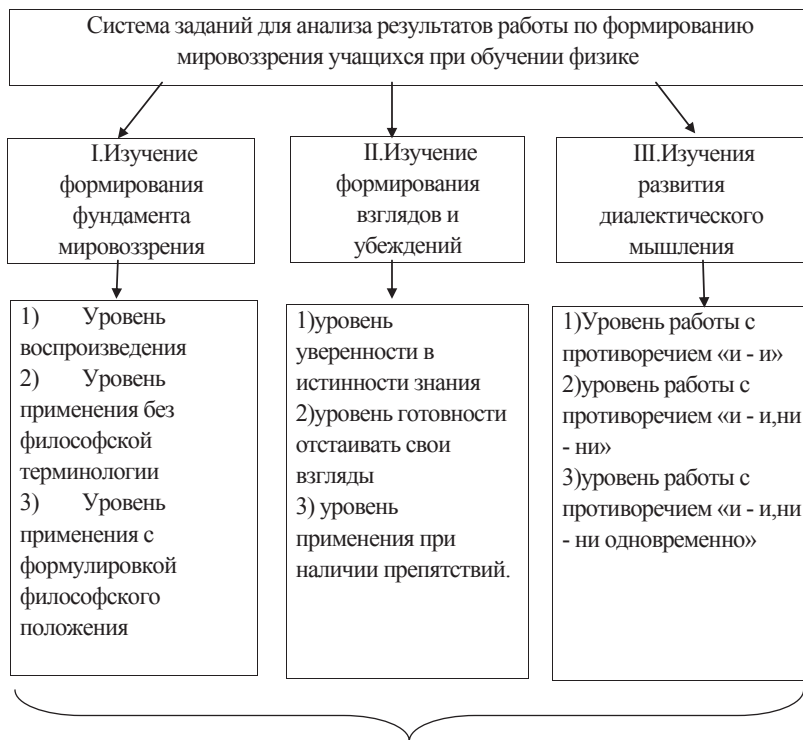 Система заданий для анализа результатов работы по формированию
мировоззрения учащихся при обучении физике
I.Изучение
формирования
фундамента
мировоззрения
II.Изучение
формирования
взглядов и
убеждений
III.Изучения
развития
диалектического
мышления
1) Уровень
воспроизведения
2) Уровень
применения без
философской
терминологии
3) Уровень
применения с
формулировкой
философского
положения
1)уровень
уверенности в
истинности знания
2)уровень готовности
отстаивать свои
взгляды
3) уровень
применения при
наличии препятствий.
1)Уровень работы с
противоречием «и - и»
2)уровень работы с
противоречием «и - и,ни
- ни»
3)уровень работы с
противоречием «и - и,ни
- ни одновременно»